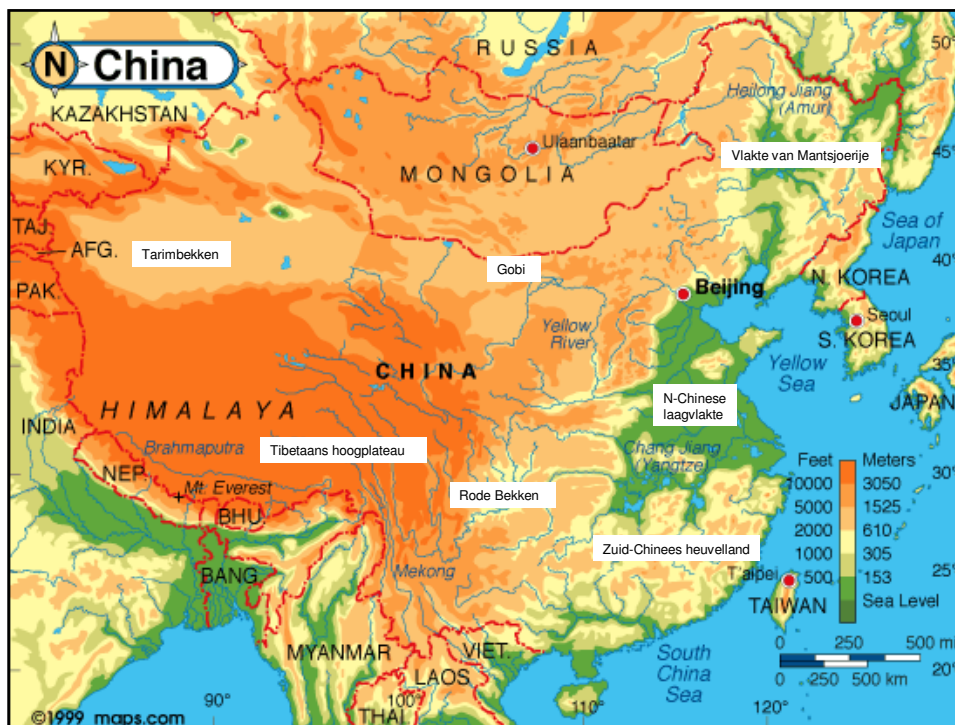 N China
RUSSIA
50°
KAZAKHSTAN
Heilong Jiang
(Amur)
Ulaanbaatar
Vlakte van Mantsjoerije
45°
KYR.
MONGOLIA
TAJ.
Sea of
Japan
AFG.
Tarimbekken
Gobi
40°
PAK.
Beijing
N. KOREA
Seoul
Yellow
River
S. KOREA
CHINA
Yellow
Sea
35°
N-Chinese
laagvlakte
JAPAN
HIMALAYA
INDIA
Brahmaputra
Tibetaans hoogplateau
Chang Jiang
(Yangtze)
Feet Meters
30°
NEP.
10000 3050
Mt. Everest
Rode Bekken
5000 1525
BHU.
2000 610
Zuid-Chinees heuvelland
1000 305
BANG
Mekong
T'aipei
500 153
25°
TAIWAN
Sea Level
MYANMAR
VIET.
0 250 500 mi
South
China
Sea
LAOS
0 250 500 km
20°
THAI.
90° 100° 110° 120°
©1999 maps.com